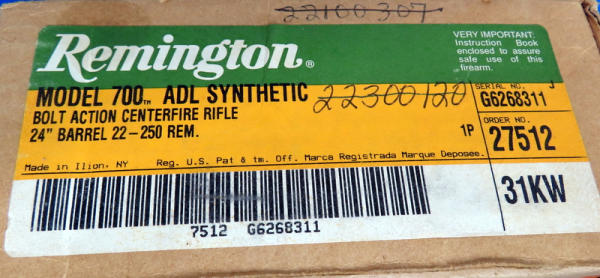 22100307
Remington®
VERY IMPORTANT:
Instruction Book
enclosed to assure
safe use of this
firearm.
MODEL 700™ ADL SYNTHETIC 22300120
BOLT ACTION CENTERFIRE RIFLE
24" BARREL 22-250 REM.
1P
SERIAL NO. J
G6268311
ORDER NO.
27512
Made in Ilion, NY Reg. U.S. Pat & tm. Off. Marca Registrada Marque Deposee.
31KW
7512 G6268311